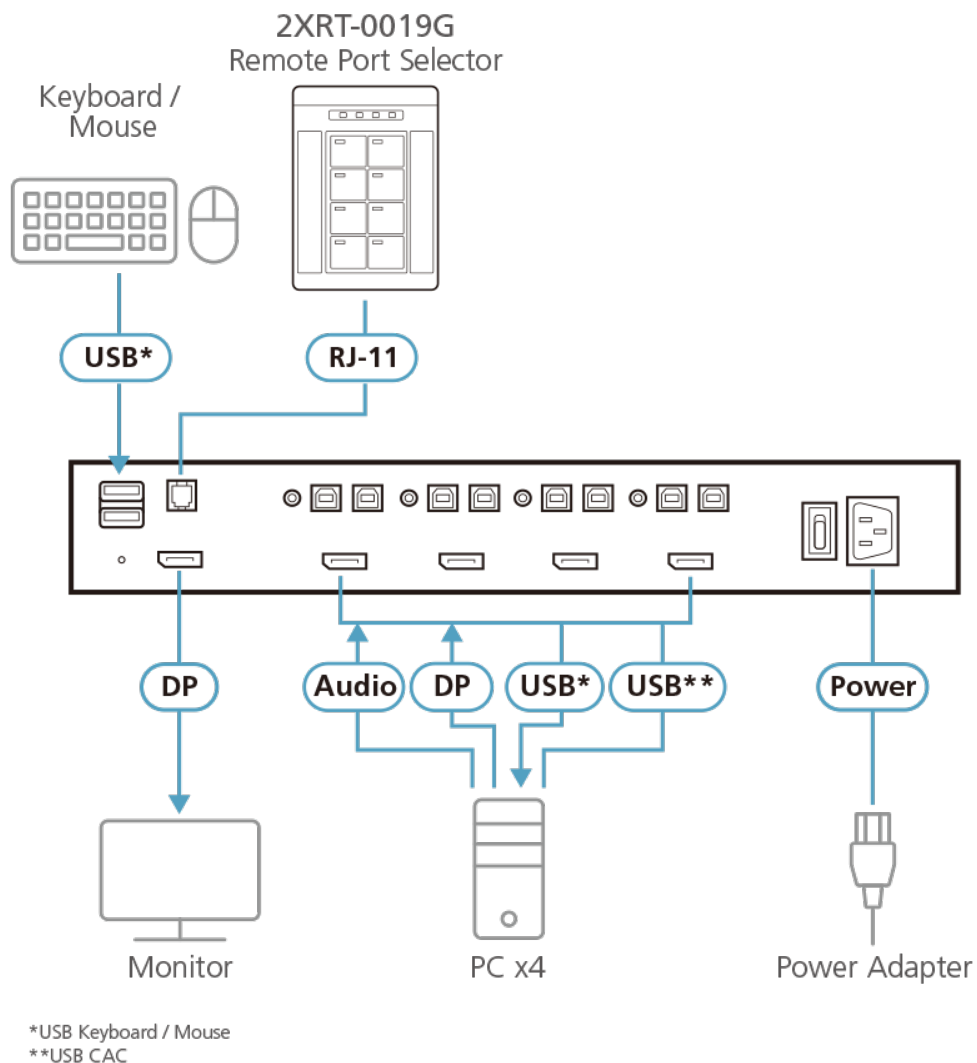 2XRT-0019G
Remote Port Selector
Keyboard /
Mouse
USB*
RJ-11
DP
Audio
DP
USB*
USB**
Power
Monitor
PC x4
Power Adapter
*USB Keyboard / Mouse
**USB CAC